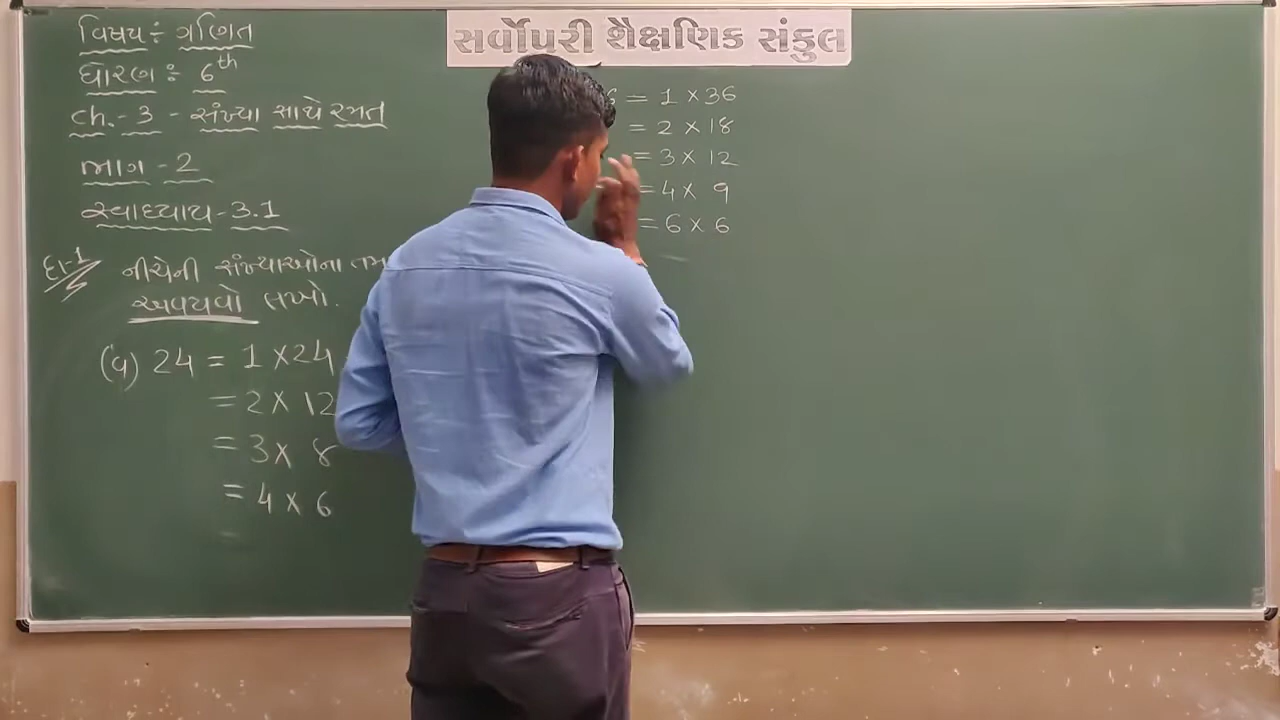 સર્વોપરી શૈક્ષણિક સંકુલ
વિષય : ગણિત
ધોરણ : 6th
ch. - 3 - સંખ્યા સાથે રમત
ભાગ - 2
સ્વાધ્યાય - 3.1
દા-1 નીચેની સંખ્યાઓના
અવયવો લખો.
(a) 24 = 1 × 24
= 2 × 12
= 3 × 8
= 4 × 6
= 1 × 36
= 2 × 18
= 3 × 12
= 4 × 9
= 6 × 6